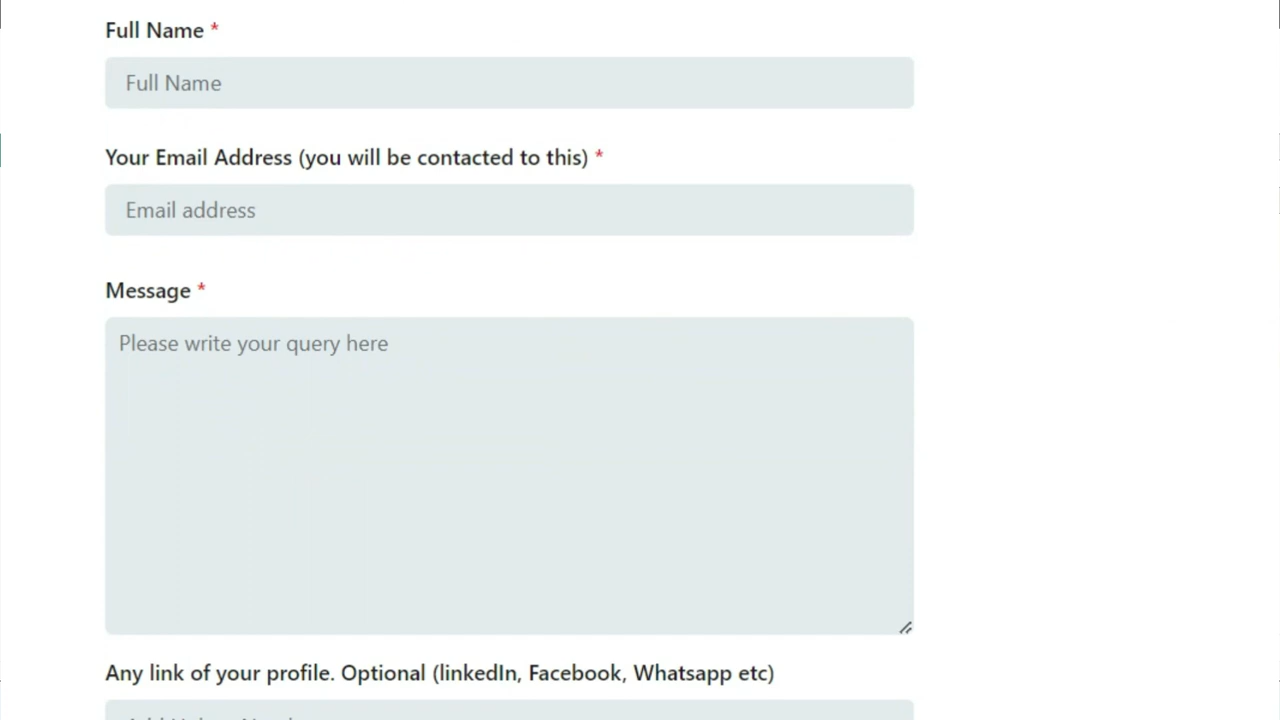 Full Name *
Full Name
Your Email Address (you will be contacted to this) *
Email address
Message *
Please write your query here
Any link of your profile. Optional (linkedIn, Facebook, Whatsapp etc)